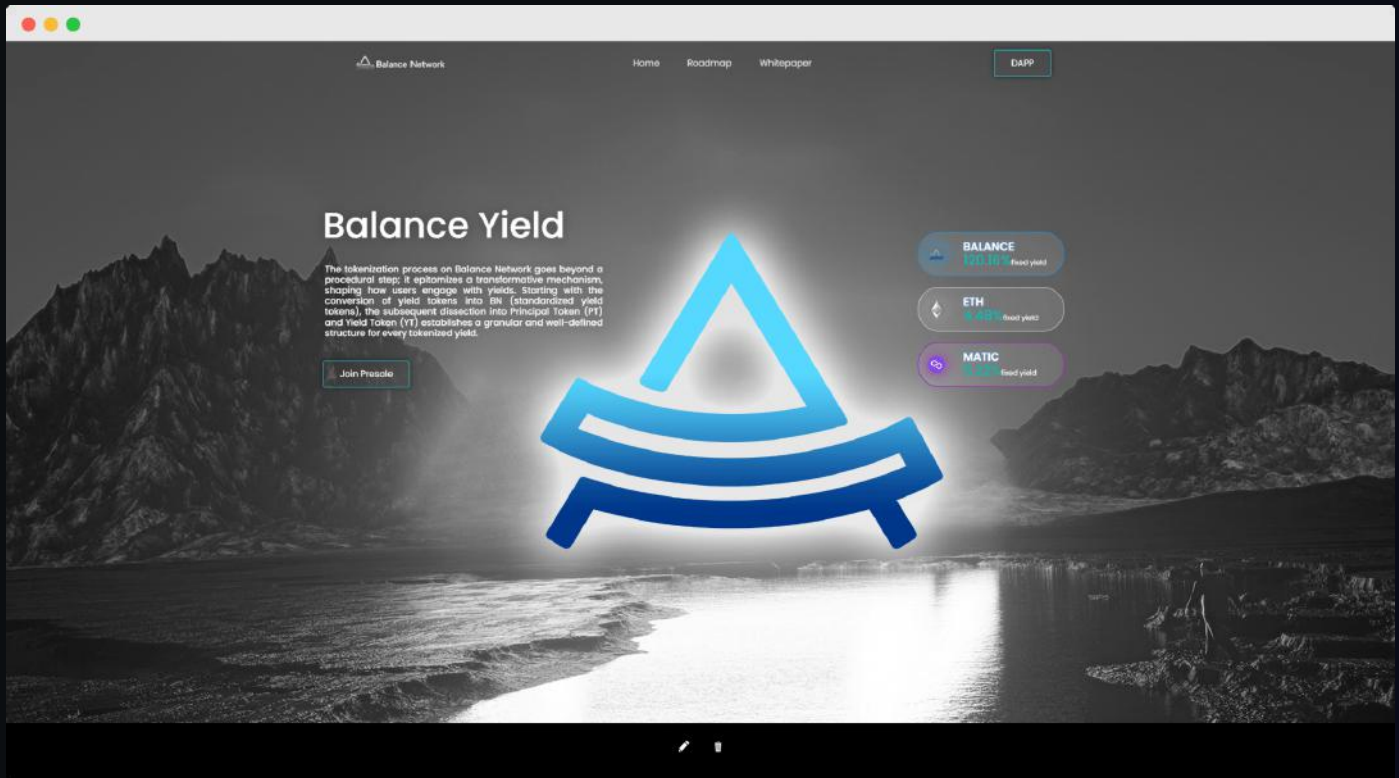 Balance Network
Home
Roadmap
Whitepaper
DAPP
Balance Yield
The tokenization process on Balance Network goes beyond a
procedural step; it epitomizes a transformative mechanism,
shaping how users engage with yields. Starting with the
conversion of yield tokens into BN (standardized yield
tokens), the subsequent dissection into Principal Token (PT)
and Yield Token (YT) establishes a granular and well-defined
structure for every tokenized yield.
Join Presale
BALANCE
120.16% fixed yield
ETH
fixed yield
MATIC
fixed yield